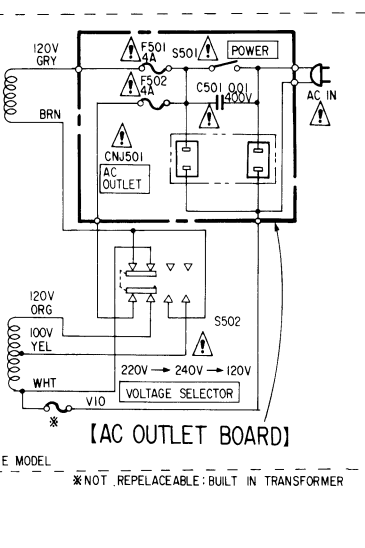 120V
GRY
F501
4A
S501
POWER
F502
4A
C501 0.01
400V
AC IN
BRN
CNJ501
AC
OUTLET
120V
ORG
S502
100V
YEL
220V → 240V → 120V
WHT
VOLTAGE SELECTOR
VIO
※
【AC OUTLET BOARD】
E MODEL
※NOT REPELACEABLE : BUILT IN TRANSFORMER